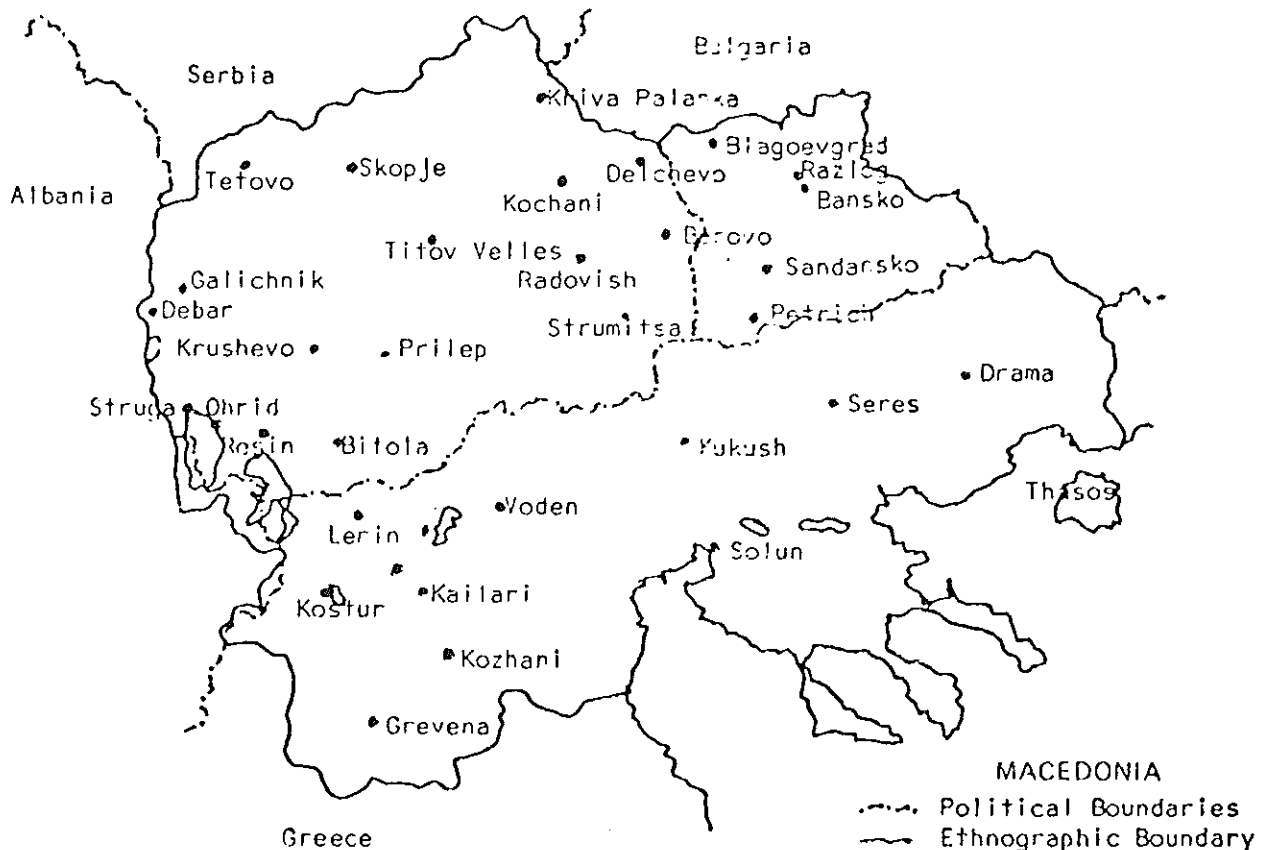 Bulgaria
Serbia
Kriva Palanka
Blagoevgred
Tetovo
Skopje
Delchevo
Razlog
Albania
Kochani
Bansko
Berovo
Titov Velles
Galichnik
Radovish
Sandansko
Debar
Strumitsa
Petrich
Krushevo
Prilep
Drama
Struga
Ohrid
Seres
Resin
Bitola
Kukush
Thasos
Voden
Lerin
Solun
Kostur
Kailari
Kozhani
Grevena
MACEDONIA
Political Boundaries
Greece
Ethnographic Boundary